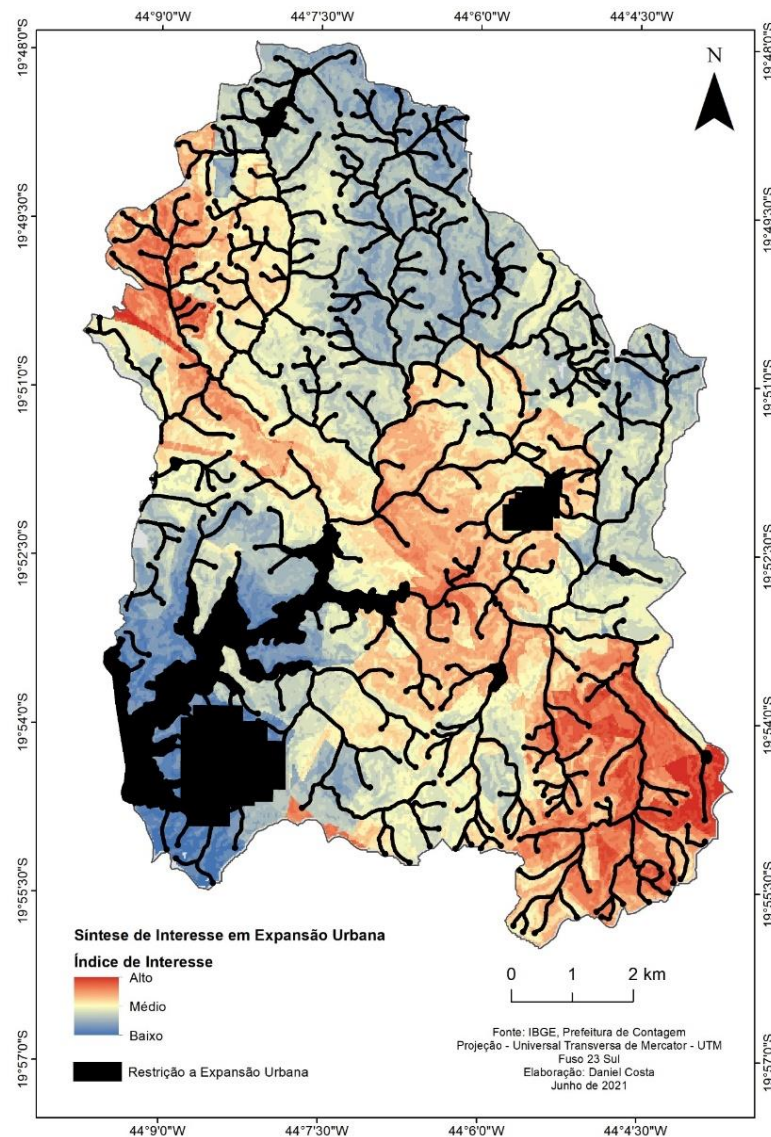 44°9'0"W 44°7'30"W 44°6'0"W 44°4'30"W
19°48'0"S 19°48'0"S
N
19°49'30"S 19°49'30"S
19°51'0"S 19°51'0"S
19°52'30"S 19°52'30"S
19°54'0"S 19°54'0"S
19°55'30"S 19°55'30"S
Síntese de Interesse em Expansão Urbana
Índice de Interesse
Alto
Médio
Baixo
Restrição a Expansão Urbana
0 1 2 km
Fonte: IBGE, Prefeitura de Contagem
Projeção - Universal Transversa de Mercator - UTM
Fuso 23 Sul
Elaboração: Daniel Costa
Junho de 2021
19°57'0"S 19°57'0"S
44°9'0"W 44°7'30"W 44°6'0"W 44°4'30"W